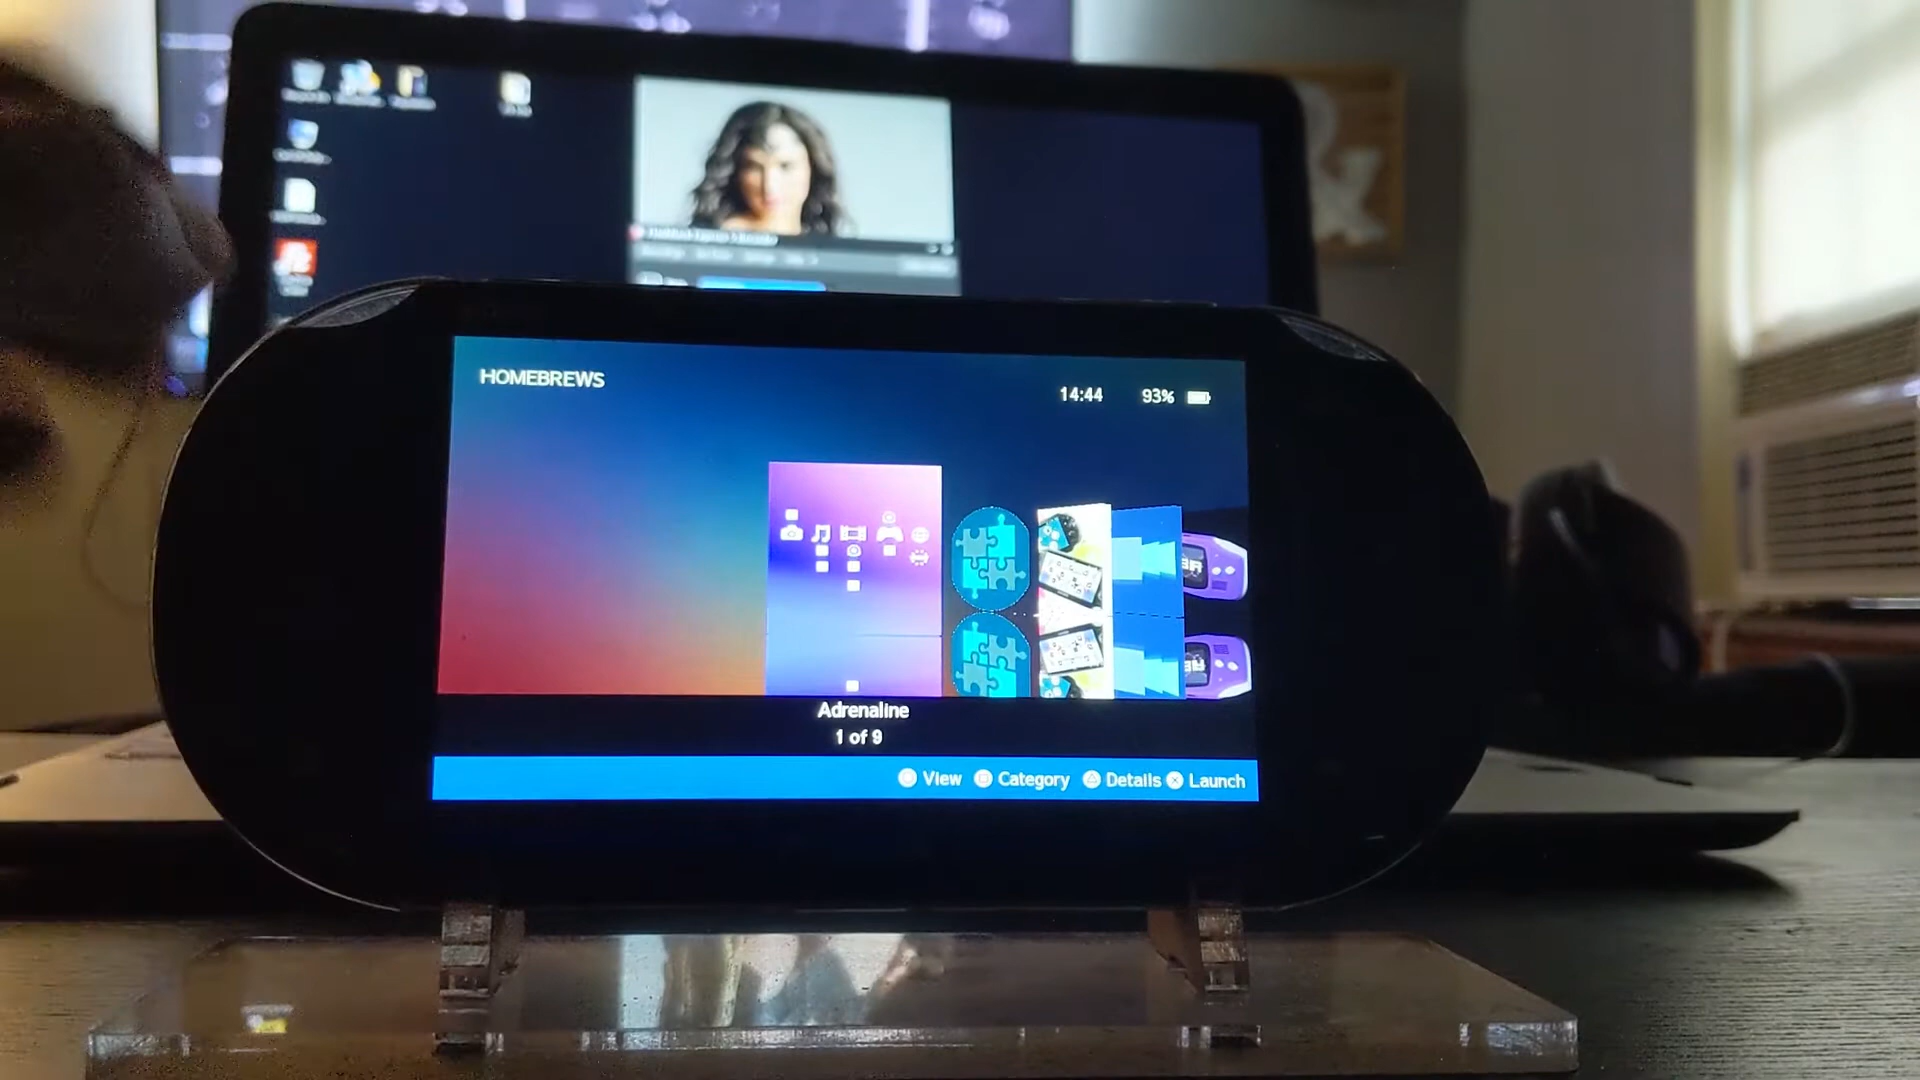 HOMEBREWS
14:44 93%
Adrenaline
1 of 9
View Category Details Launch